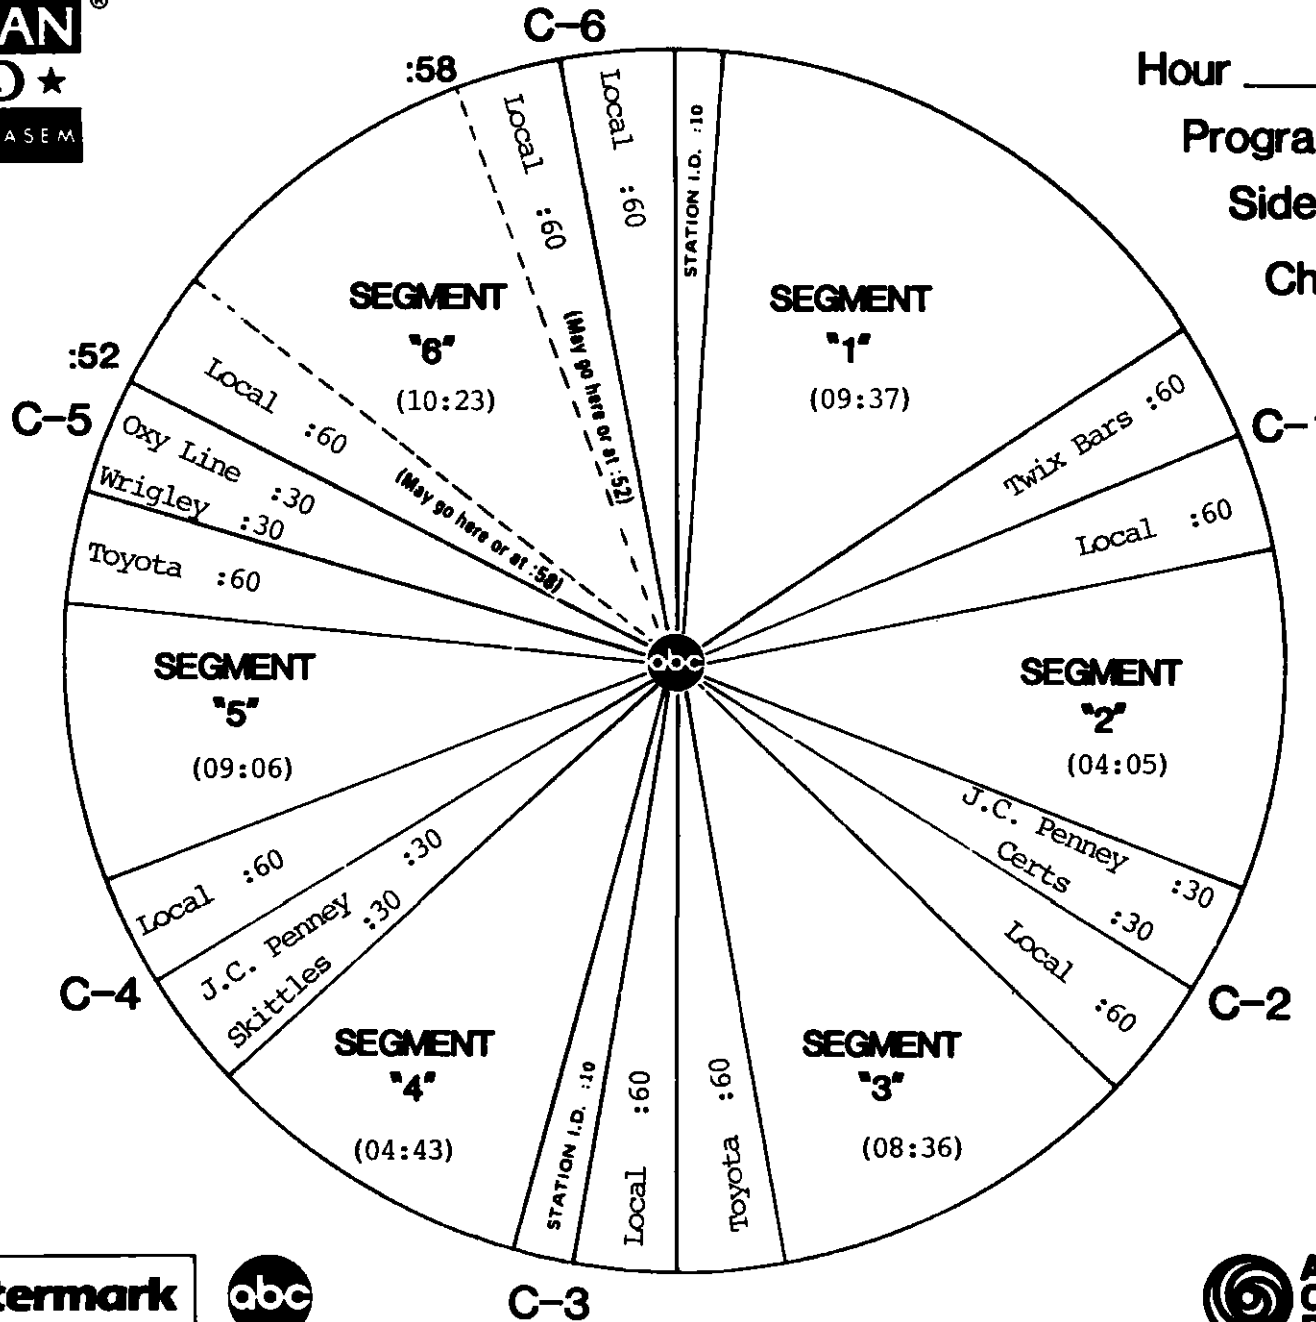 AN
®
ASEM
Hour
Progra
Side
Ch
C-6
:58
Local :60
Local :60
STATION I.D. :10
SEGMENT
"1"
(09:37)
Twix Bars :60
C-1
Local :60
SEGMENT
"2"
(04:05)
J.C. Penney :30
Certs :30
C-2
Local :60
SEGMENT
"3"
(08:36)
Toyota :60
C-3
Local :60
STATION I.D. :10
SEGMENT
"4"
(04:43)
J.C. Penney :30
Skittles :30
C-4
Local :60
SEGMENT
"5"
(09:06)
Toyota :60
Wrigley :30
Oxy Line :30
C-5
:52
Local :60
(May go here or at :58)
SEGMENT
"6"
(10:23)
(May go here or at :52)
abc
termark
abc